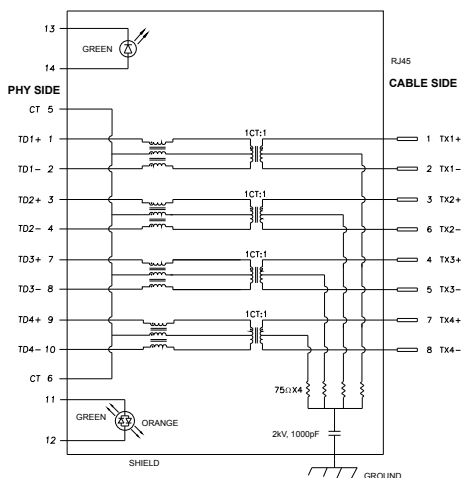 13
GREEN
14
RJ45
PHY SIDE
CABLE SIDE
CT 5
1CT:1
TD1+ 1
1 TX1+
TD1- 2
2 TX1-
1CT:1
TD2+ 3
3 TX2+
TD2- 4
6 TX2-
1CT:1
TD3+ 7
4 TX3+
TD3- 8
5 TX3-
1CT:1
TD4+ 9
7 TX4+
TD4- 10
8 TX4-
CT 6
75ΩX4
11
GREEN
ORANGE
12
2kV, 1000pF
SHIELD
GROUND